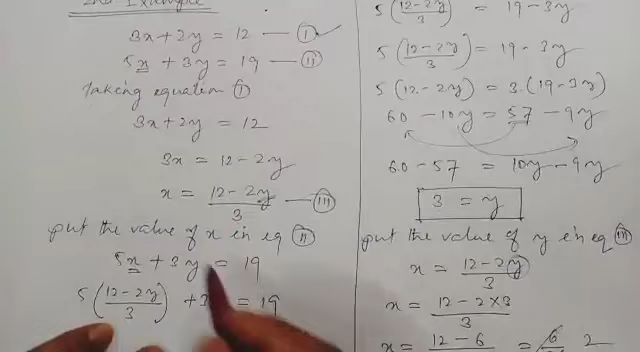 2nd Example
3x + 2y = 12 — I
5x + 3y = 19 — II
Taking equation I
3x + 2y = 12
3x = 12 - 2y
x = (12 - 2y)/3 — III
put the value of x in eq II
5x + 3y = 19
5((12 - 2y)/3) + 3 = 19
5((12 - 2y)/3) = 19 - 3y
5((12 - 2y)/3) = 19 - 3y
5(12 - 2y) = 3.(19 - 3y)
60 - 10y = 57 - 9y
60 - 57 = 10y - 9y
3 = y
put the value of y in eq III
x = (12 - 2y)/3
x = (12 - 2×3)/3
x = 12 - 6 = 6 2